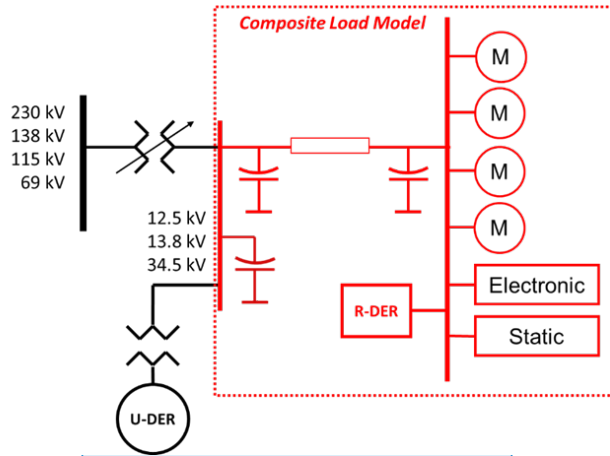 Composite Load Model
230 kV
138 kV
115 kV
69 kV
12.5 kV
13.8 kV
34.5 kV
M
M
M
M
Electronic
R-DER
Static
U-DER